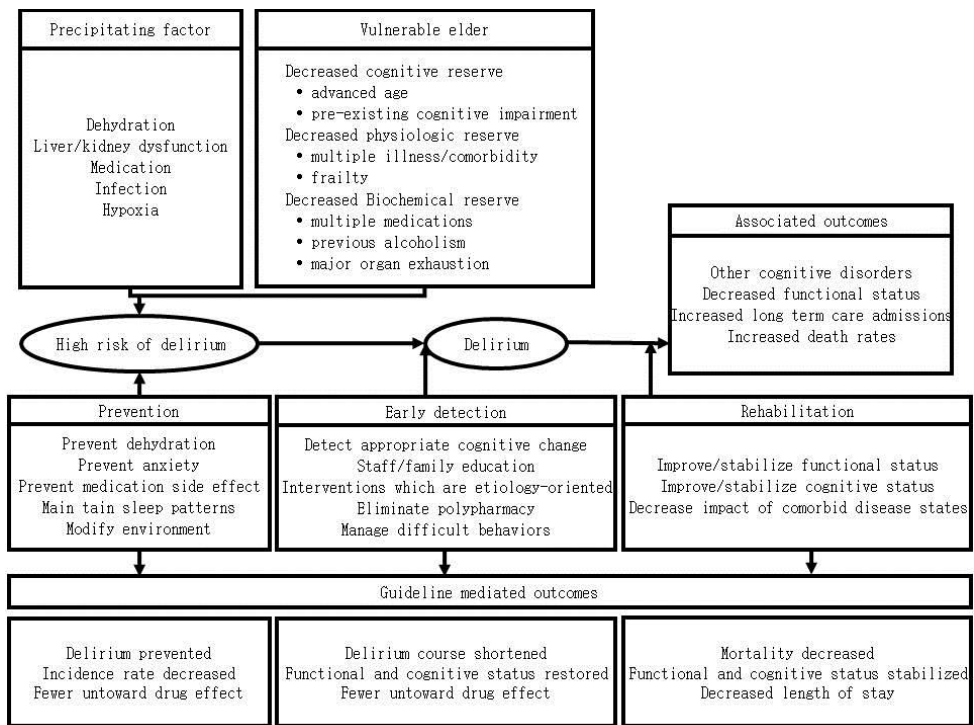 Precipitating factor
Dehydration
Liver/kidney dysfunction
Medication
Infection
Hypoxia
Vulnerable elder
Decreased cognitive reserve
• advanced age
• pre-existing cognitive impairment
Decreased physiologic reserve
• multiple illness/comorbidity
• frailty
Decreased Biochemical reserve
• multiple medications
• previous alcoholism
• major organ exhaustion
Associated outcomes
Other cognitive disorders
Decreased functional status
Increased long term care admissions
Increased death rates
High risk of delirium
Delirium
Prevention
Prevent dehydration
Prevent anxiety
Prevent medication side effect
Main tain sleep patterns
Modify environment
Early detection
Detect appropriate cognitive change
Staff/family education
Interventions which are etiology-oriented
Eliminate polypharmacy
Manage difficult behaviors
Rehabilitation
Improve/stabilize functional status
Improve/stabilize cognitive status
Decrease impact of comorbid disease states
Guideline mediated outcomes
Delirium prevented
Incidence rate decreased
Fewer untoward drug effect
Delirium course shortened
Functional and cognitive status restored
Fewer untoward drug effect
Mortality decreased
Functional and cognitive status stabilized
Decreased length of stay